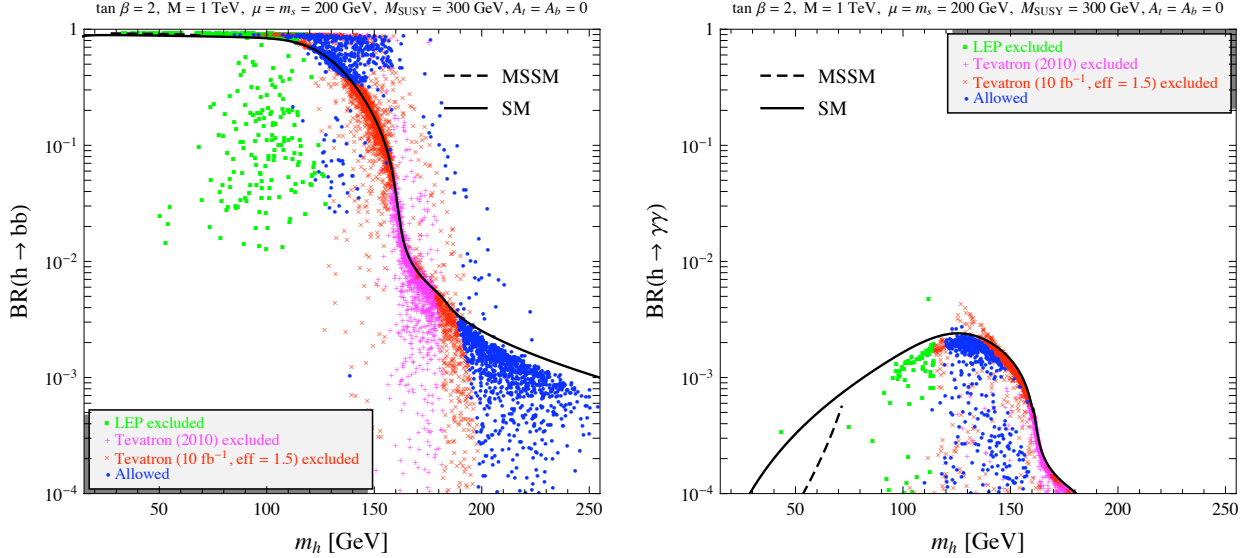 tan β = 2, M = 1 TeV, μ = m_s = 200 GeV, M_SUSY = 300 GeV, A_t = A_b = 0
BR(h → bb)
1
10^−1
10^−2
10^−3
10^−4
MSSM
SM
LEP excluded
Tevatron (2010) excluded
Tevatron (10 fb^−1, eff = 1.5) excluded
Allowed
50 100 150 200 250
m_h [GeV]
tan β = 2, M = 1 TeV, μ = m_s = 200 GeV, M_SUSY = 300 GeV, A_t = A_b = 0
BR(h → γγ)
1
10^−1
10^−2
10^−3
10^−4
MSSM
SM
LEP excluded
Tevatron (2010) excluded
Tevatron (10 fb^−1, eff = 1.5) excluded
Allowed
50 100 150 200 250
m_h [GeV]